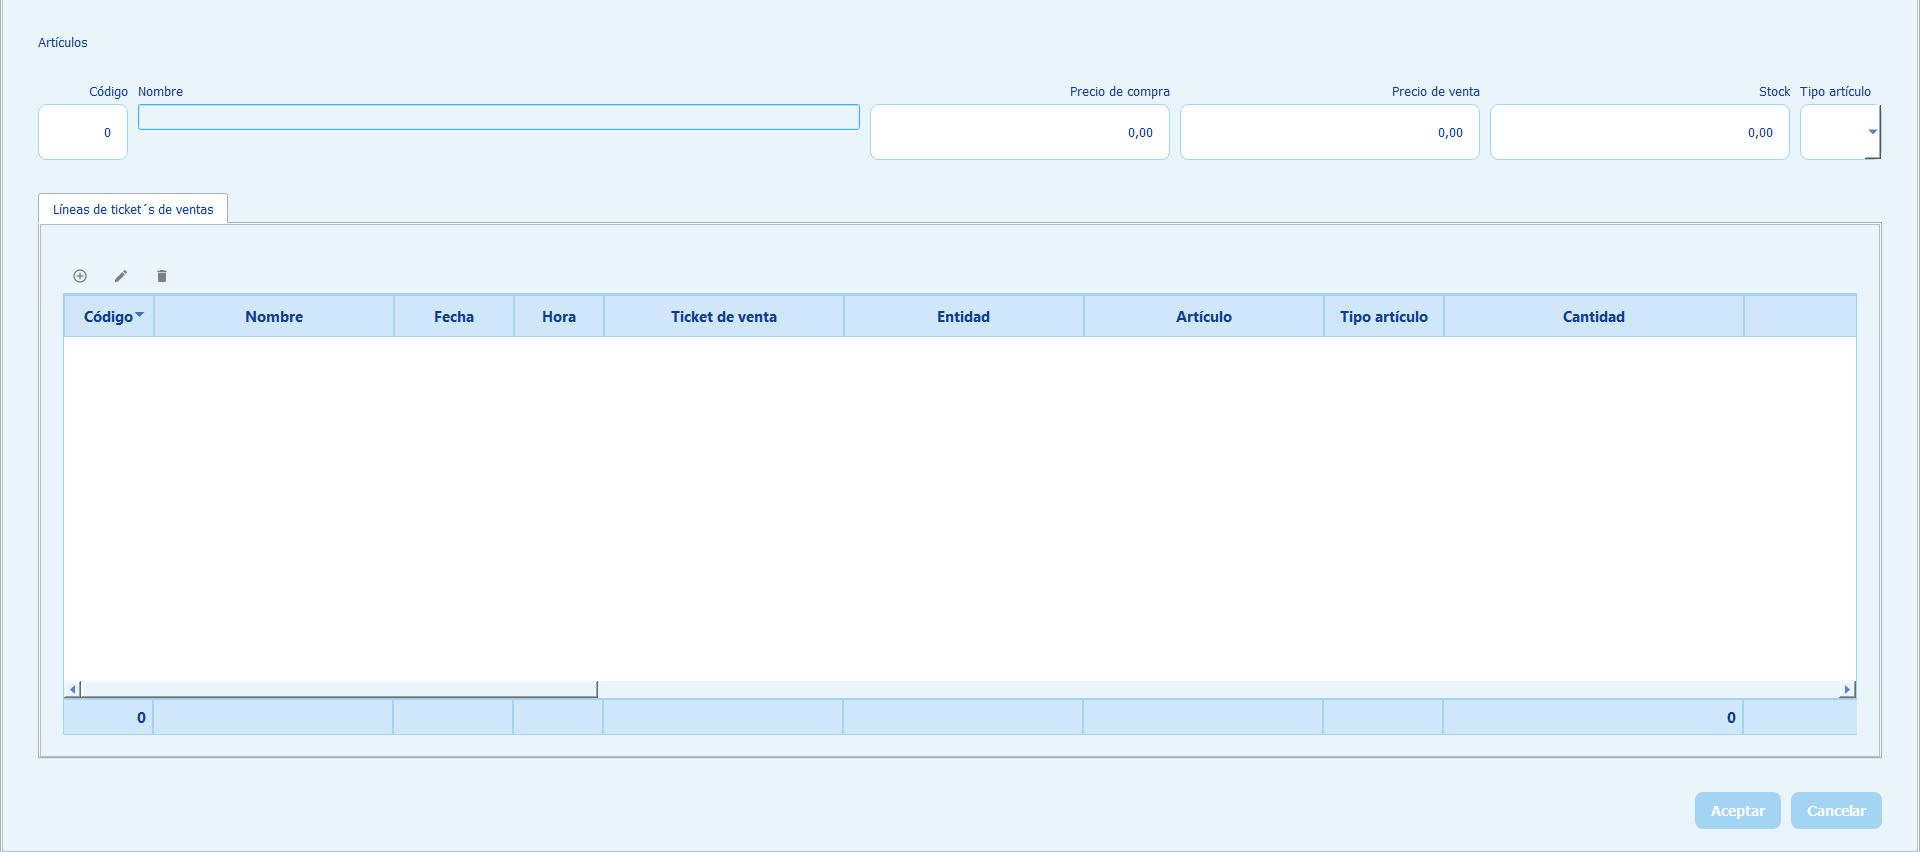 Artículos
Código Nombre Precio de compra Precio de venta Stock Tipo artículo
0 0,00 0,00 0,00
Líneas de ticket´s de ventas
Código Nombre Fecha Hora Ticket de venta Entidad Artículo Tipo artículo Cantidad
0 0
Aceptar Cancelar